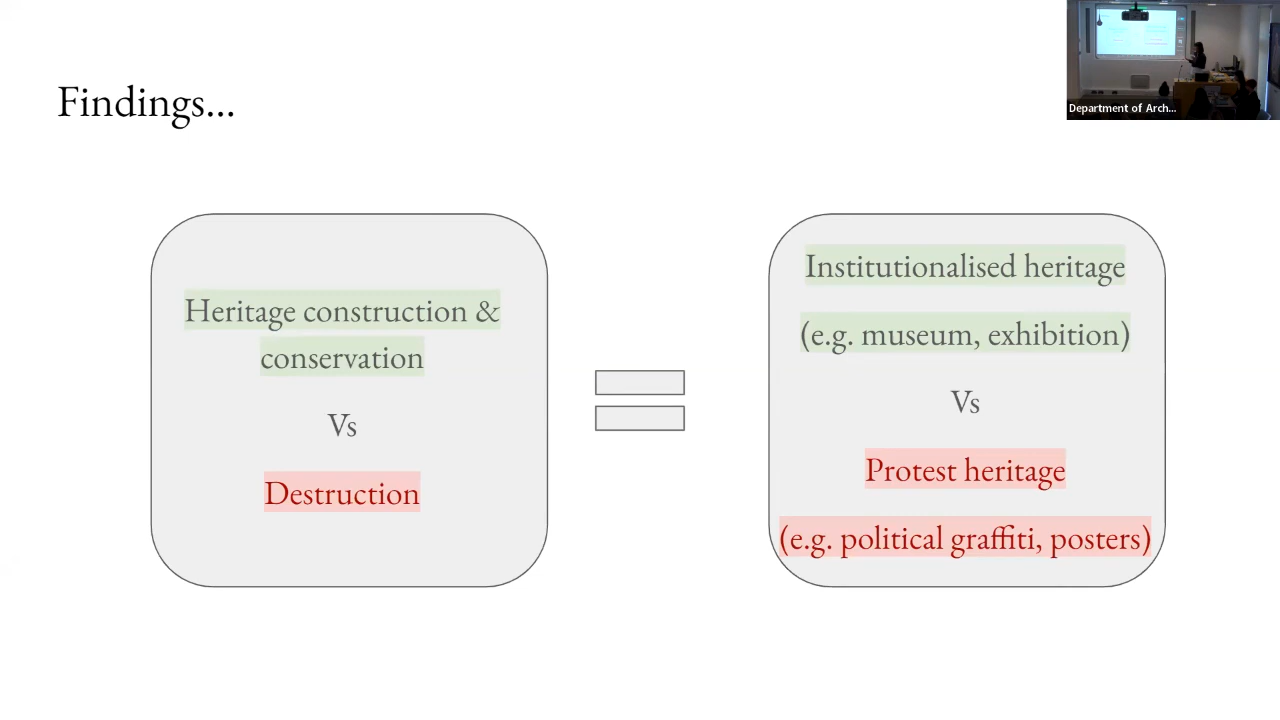 Findings...
Department of Arch...
Heritage construction &
conservation
Vs
Destruction
Institutionalised heritage
(e.g. museum, exhibition)
Vs
Protest heritage
(e.g. political graffiti, posters)